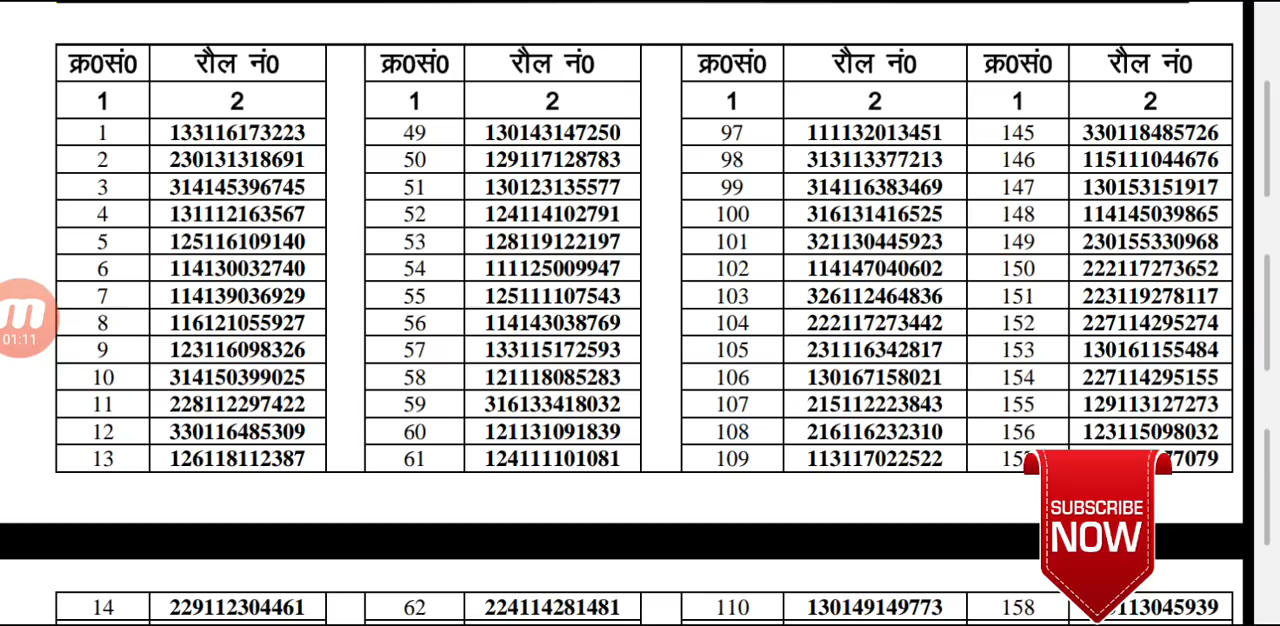 क्र0सं0 रौल नं0 क्र0सं0 रौल नं0 क्र0सं0 रौल नं0 क्र0सं0 रौल नं0
1 2 1 2 1 2 1 2
1 133116173223 49 130143147250 97 111132013451 145 330118485726
2 230131318691 50 129117128783 98 313113377213 146 115111044676
3 314145396745 51 130123135577 99 314116383469 147 130153151917
4 131112163567 52 124114102791 100 316131416525 148 114145039865
5 125116109140 53 128119122197 101 321130445923 149 230155330968
6 114130032740 54 111125009947 102 114147040602 150 222117273652
7 114139036929 55 125111107543 103 326112464836 151 223119278117
8 116121055927 56 114143038769 104 222117273442 152 227114295274
9 123116098326 57 133115172593 105 231116342817 153 130161155484
10 314150399025 58 121118085283 106 130167158021 154 227114295155
11 228112297422 59 316133418032 107 215112223843 155 129113127273
12 330116485309 60 121131091839 108 216116232310 156 123115098032
13 126118112387 61 124111101081 109 113117022522
14 229112304461 62 224114281481 110 130149149773 158
m
01:11
SUBSCRIBE
NOW